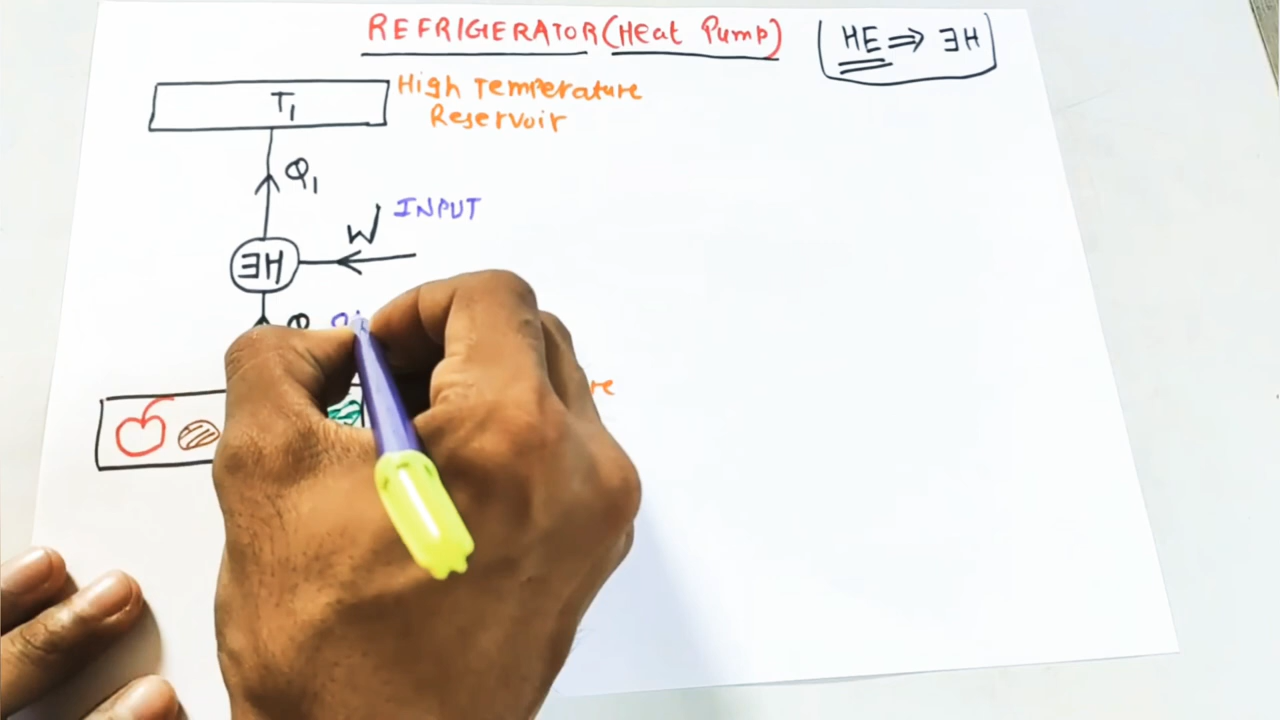 REFRIGERATOR (Heat Pump)
HE ⇒ ƎH
T1
High Temperature
Reservoir
Q1
W INPUT
ƎH